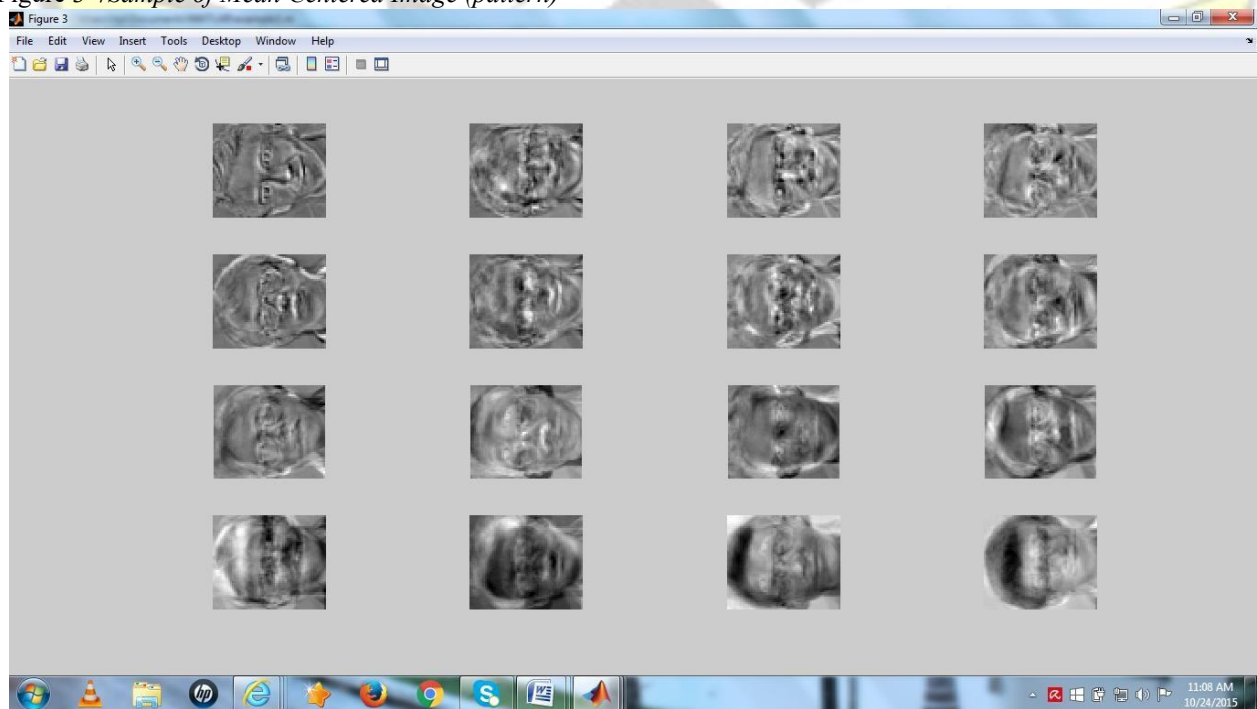 Figure 3 :Sample of Mean Centered Image (pattern)
Figure 3
File Edit View Insert Tools Desktop Window Help
11:08 AM
10/24/2015